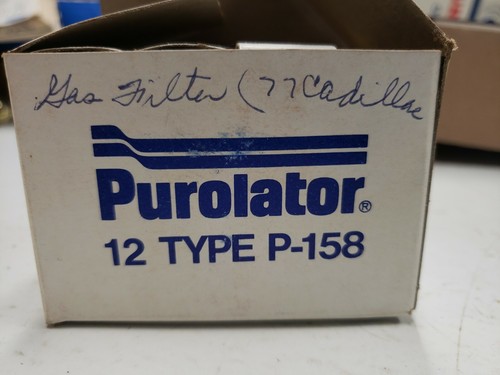 Gas Filter (77 Cadillac
Purolator®
12 TYPE P-158